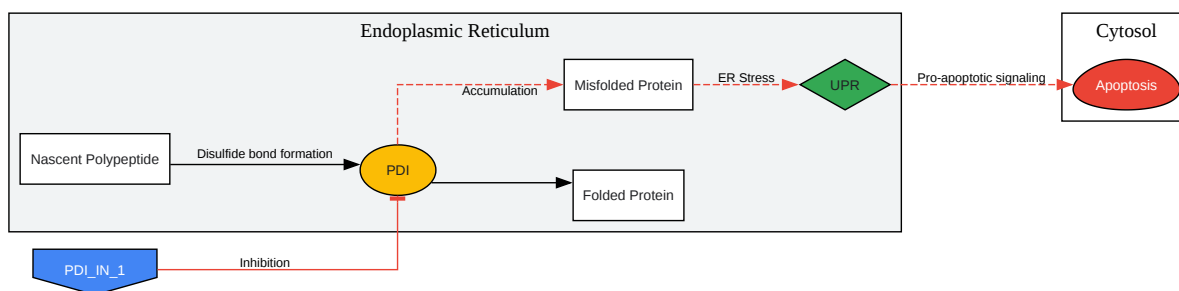 Endoplasmic Reticulum
Cytosol
Misfolded Protein
ER Stress
UPR
Pro-apoptotic signaling
Apoptosis
Accumulation
Nascent Polypeptide
Disulfide bond formation
PDI
Folded Protein
PDI_IN_1
Inhibition